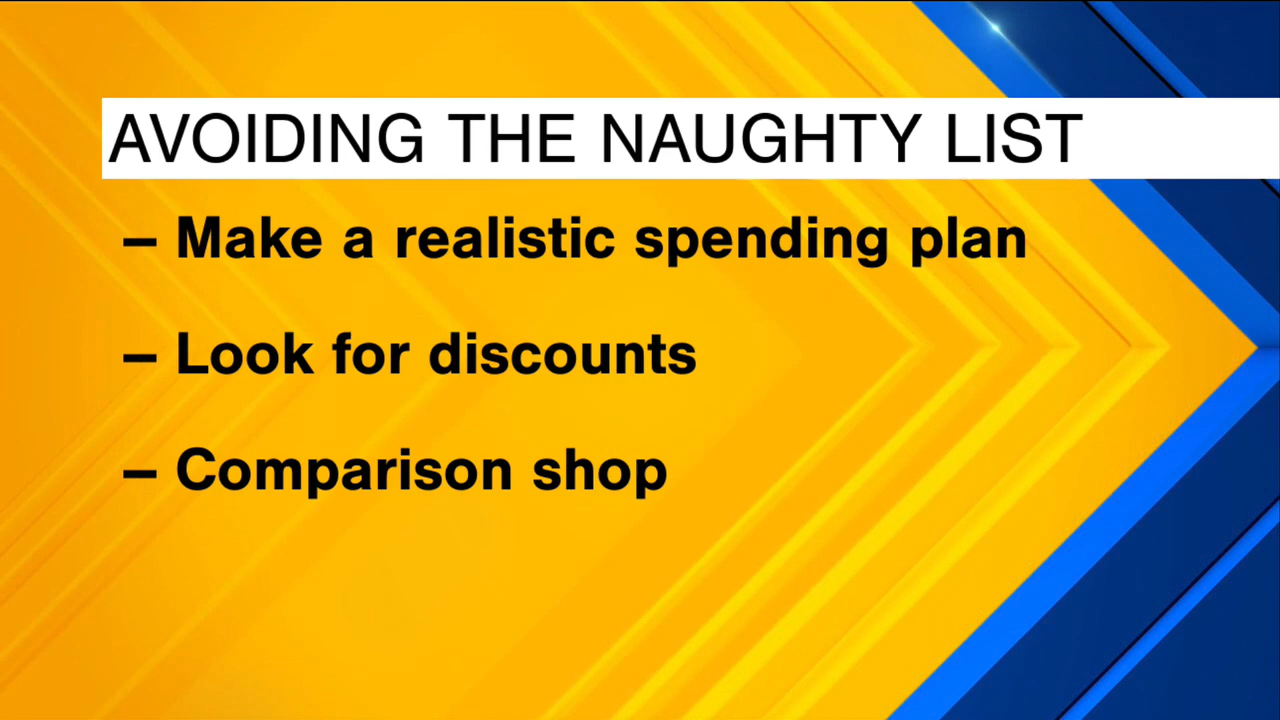 AVOIDING THE NAUGHTY LIST
– Make a realistic spending plan
– Look for discounts
– Comparison shop